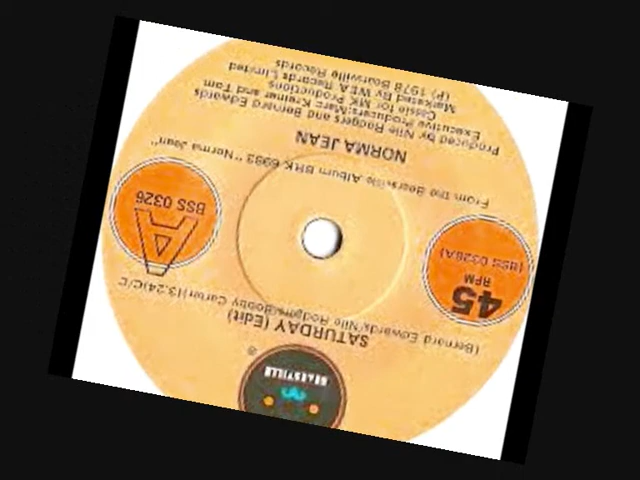 BEARSVILLE
®
SATURDAY (Edit)
(Bernard Edwards/Nile Rodgers/Bobby Carter)(3:24)C/C
45
RPM
(BSS 0326A)
A
BSS 0326
From the Bearsville Album BRK 6983 "Norma Jean"
NORMA JEAN
Produced by Nile Rodgers and Bernard Edwards
Executive Producers: Marc Kreiner and Tom
Cossie for MK Productions
Marketed By WEA Records Limited
(P) 1978 Bearsville Records